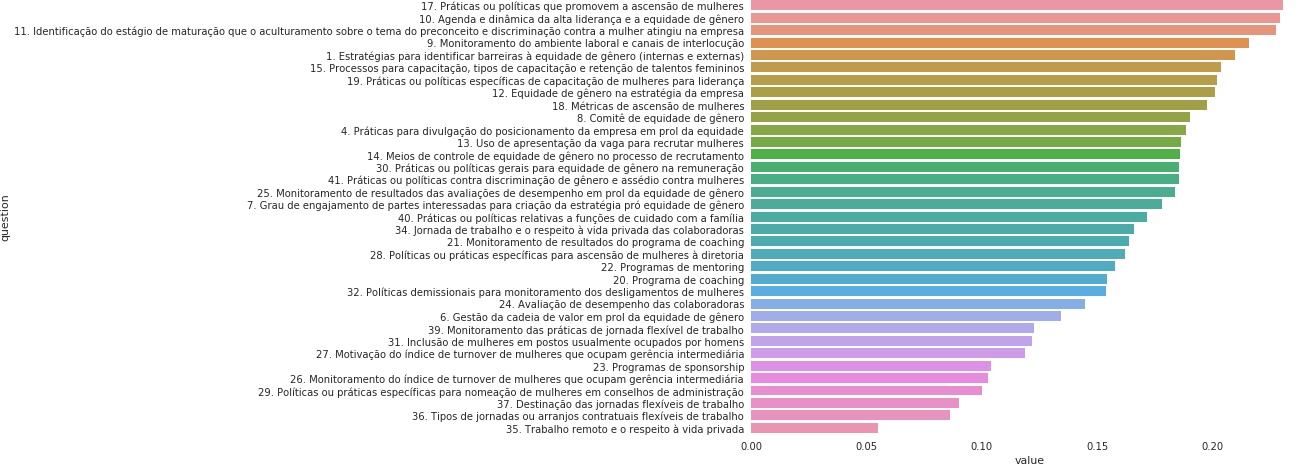 17. Práticas ou políticas que promovem a ascensão de mulheres
10. Agenda e dinâmica da alta liderança e a equidade de gênero
11. Identificação do estágio de maturação que o aculturamento sobre o tema do preconceito e discriminação contra a mulher atingiu na empresa
9. Monitoramento do ambiente laboral e canais de interlocução
1. Estratégias para identificar barreiras à equidade de gênero (internas e externas)
15. Processos para capacitação, tipos de capacitação e retenção de talentos femininos
19. Práticas ou políticas específicas de capacitação de mulheres para liderança
12. Equidade de gênero na estratégia da empresa
18. Métricas de ascensão de mulheres
8. Comitê de equidade de gênero
4. Práticas para divulgação do posicionamento da empresa em prol da equidade
13. Uso de apresentação da vaga para recrutar mulheres
14. Meios de controle de equidade de gênero no processo de recrutamento
30. Práticas ou políticas gerais para equidade de gênero na remuneração
41. Práticas ou políticas contra discriminação de gênero e assédio contra mulheres
25. Monitoramento de resultados das avaliações de desempenho em prol da equidade de gênero
7. Grau de engajamento de partes interessadas para criação da estratégia pró equidade de gênero
40. Práticas ou políticas relativas a funções de cuidado com a família
34. Jornada de trabalho e o respeito à vida privada das colaboradoras
21. Monitoramento de resultados do programa de coaching
28. Políticas ou práticas específicas para ascensão de mulheres à diretoria
22. Programas de mentoring
20. Programa de coaching
32. Políticas demissionais para monitoramento dos desligamentos de mulheres
24. Avaliação de desempenho das colaboradoras
6. Gestão da cadeia de valor em prol da equidade de gênero
39. Monitoramento das práticas de jornada flexível de trabalho
31. Inclusão de mulheres em postos usualmente ocupados por homens
27. Motivação do índice de turnover de mulheres que ocupam gerência intermediária
23. Programas de sponsorship
26. Monitoramento do índice de turnover de mulheres que ocupam gerência intermediária
29. Políticas ou práticas específicas para nomeação de mulheres em conselhos de administração
37. Destinação das jornadas flexíveis de trabalho
36. Tipos de jornadas ou arranjos contratuais flexíveis de trabalho
35. Trabalho remoto e o respeito à vida privada
question
0.00 0.05 0.10 0.15 0.20
value